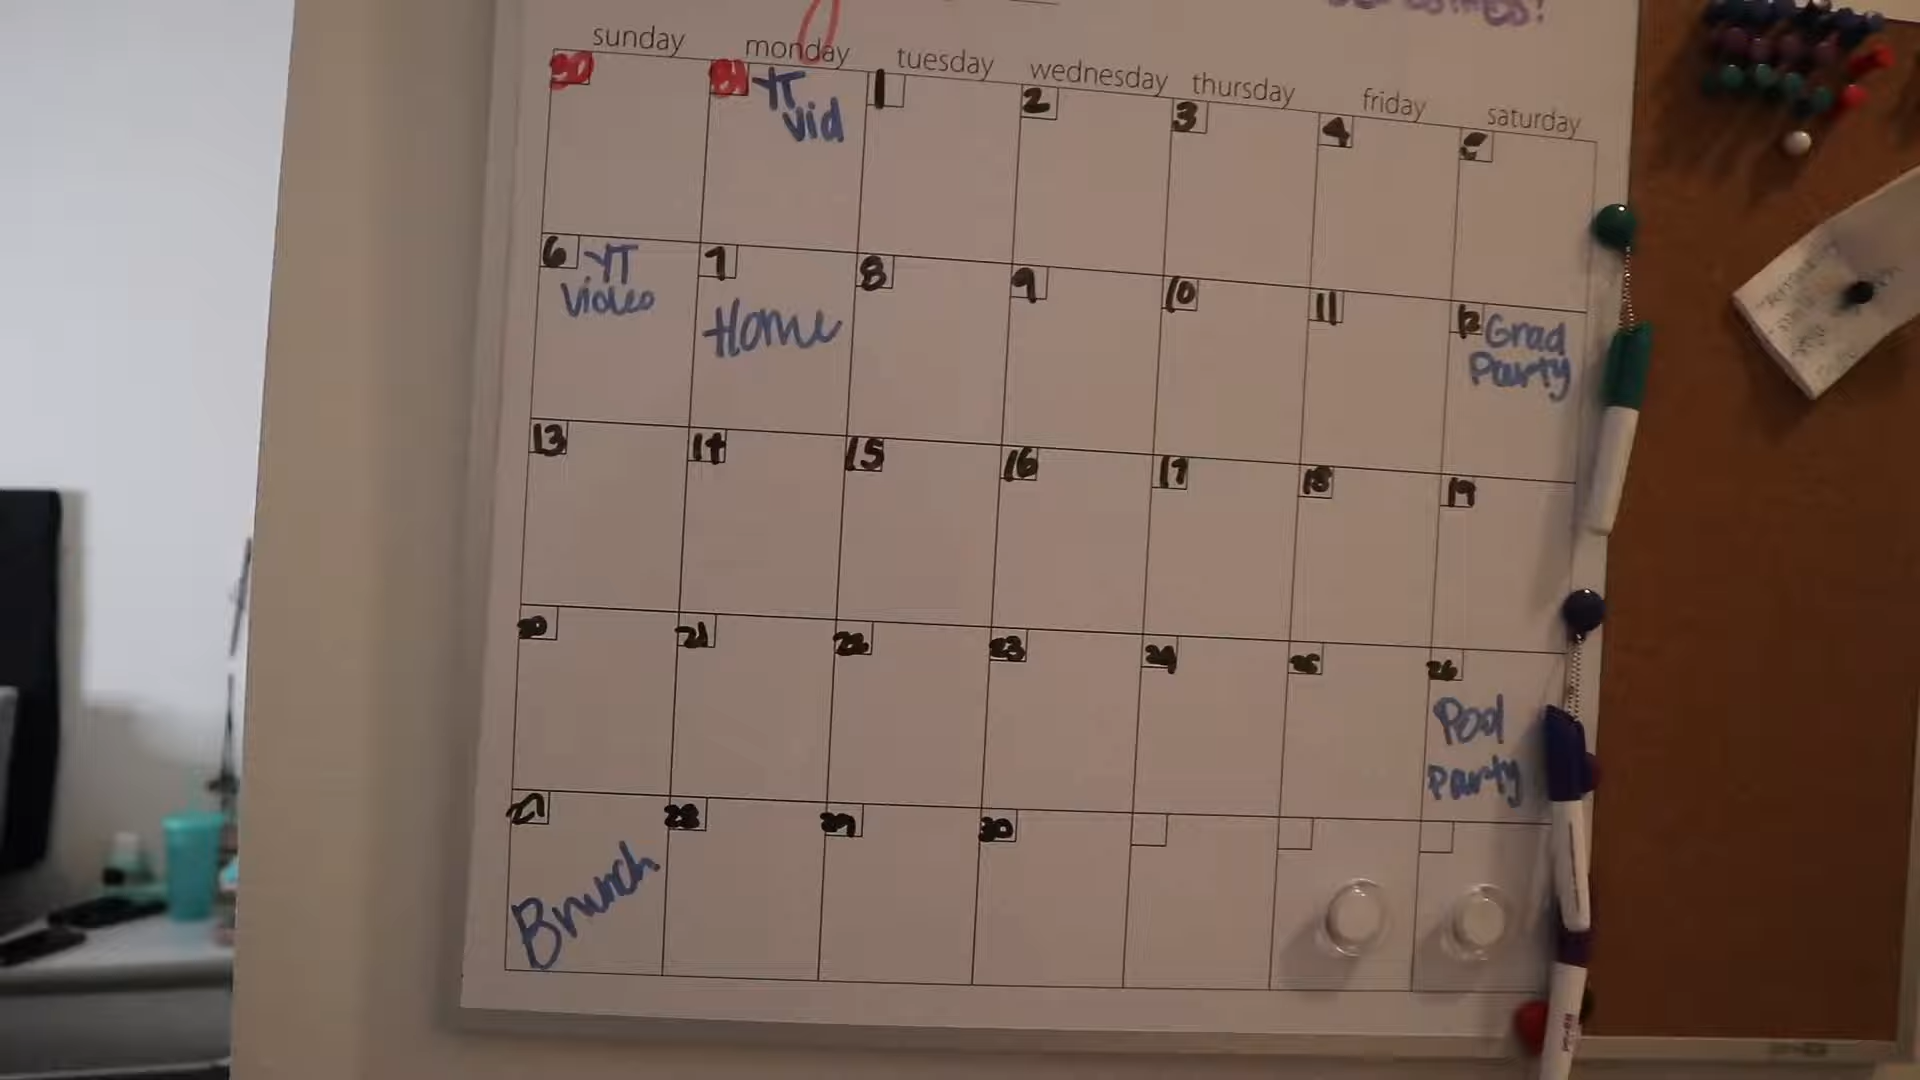 sunday monday tuesday wednesday thursday friday saturday
30 31 YT 1 2 3 4 5
Vid
6 YT 7 8 9 10 11 12 Grad
Video Home Party
13 14 15 16 17 18 19
20 21 22 23 24 25 26
Pool
Party
27 28 29 30
Brunch